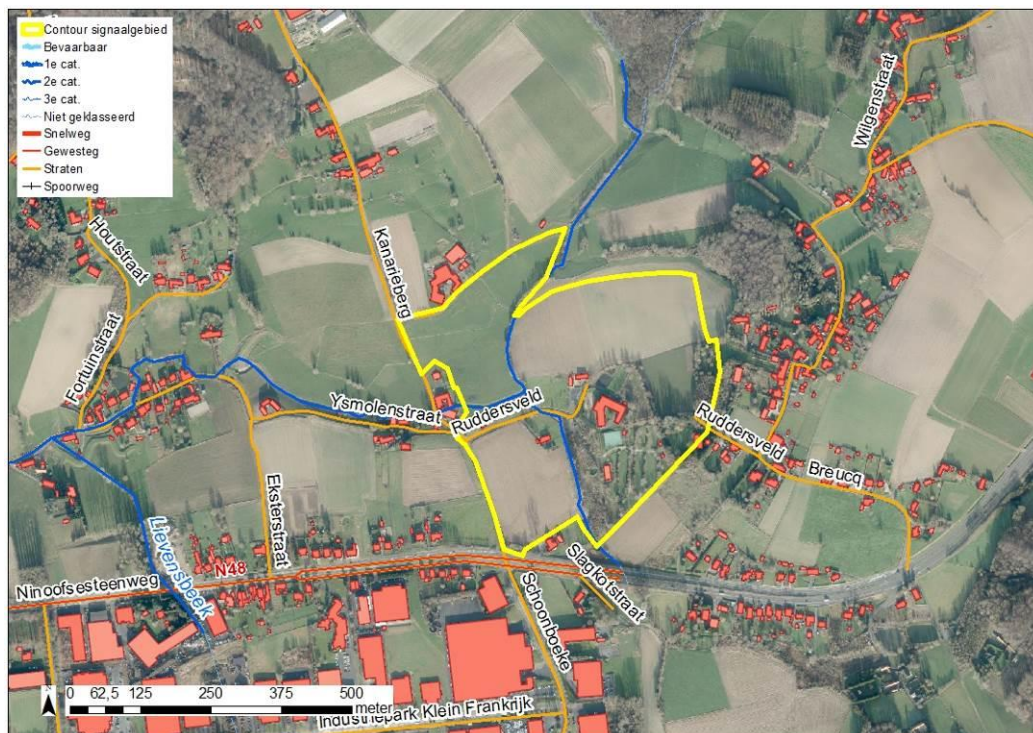 Contour signaalgebied
Bevaarbaar
1e cat.
2e cat.
3e cat.
Niet geklasseerd
Snelweg
Gewesteg
Straten
Spoorweg
Wilgenstraat
Houtstraat
Kanarieberg
Fortuinstraat
Ysmolenstraat
Ruddersveld
Ruddersveld
Breucq
Eksterstraat
Lievensbeek
N48
Ninoofsesteenweg
Slagkotstraat
Schoonboeke
0 62,5 125 250 375 500
meter
Industriepark Klein Frankrijk